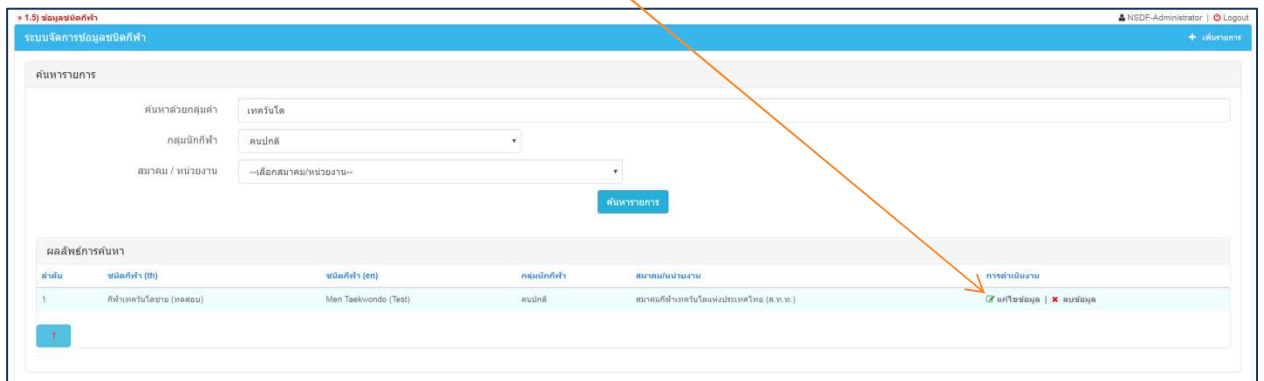 » 1.5) ข้อมูลชนิดกีฬา
NSDF-Administrator | Logout
ระบบจัดการข้อมูลชนิดกีฬา
+ เพิ่มรายการ
ค้นหารายการ
ค้นหาด้วยกลุ่มคำ เทควันโด
กลุ่มนักกีฬา คนปกติ
สมาคม / หน่วยงาน --เลือกสมาคม/หน่วยงาน--
ค้นหารายการ
ผลลัพธ์การค้นหา
ลำดับ ชนิดกีฬา (th) ชนิดกีฬา (en) กลุ่มนักกีฬา สมาคม/หน่วยงาน การดำเนินงาน
1 กีฬาเทควันโดชาย (ทดสอบ) Men Taekwondo (Test) คนปกติ สมาคมกีฬาเทควันโดแห่งประเทศไทย (ส.ท.ท.) แก้ไขข้อมูล | ลบข้อมูล
1